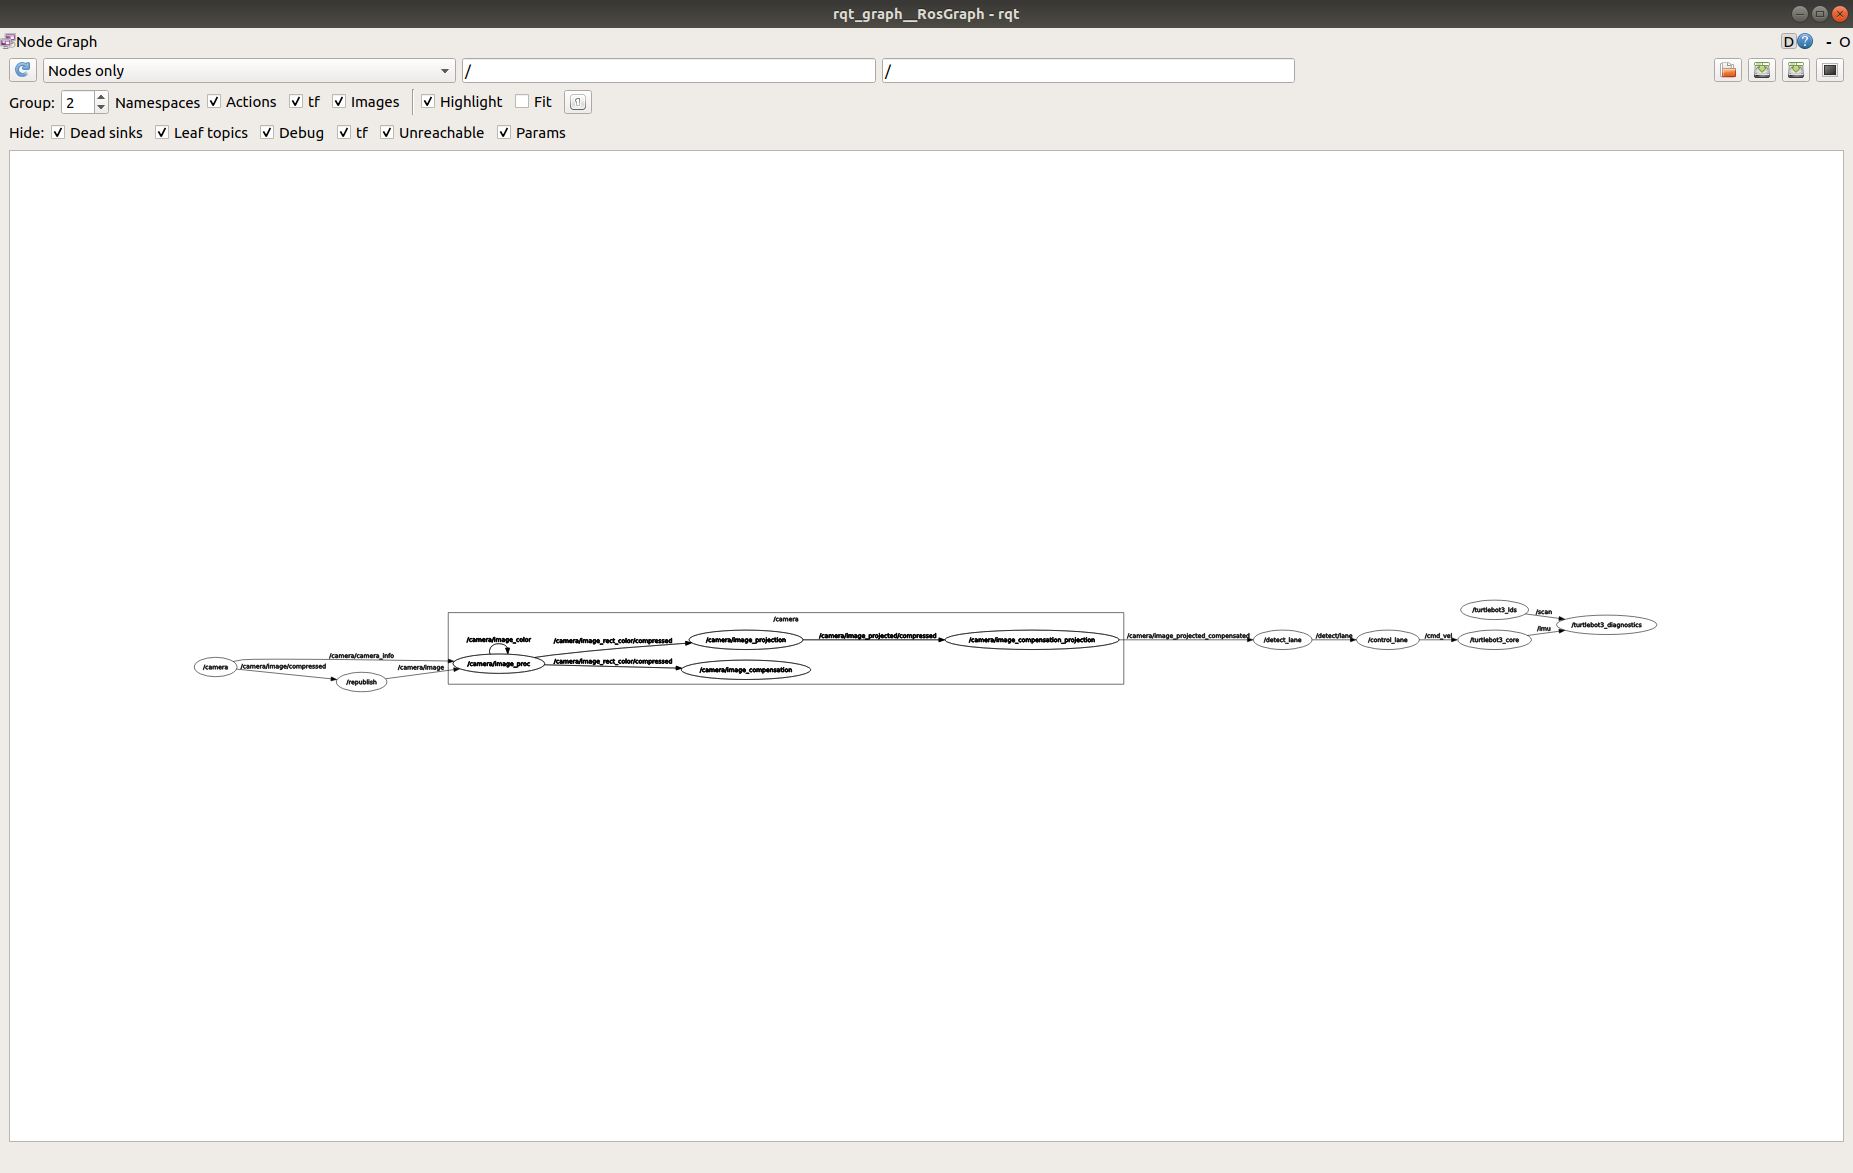 rqt_graph__RosGraph - rqt
Node Graph
D ? - O
Nodes only / /
Group: 2 Namespaces Actions tf Images Highlight Fit
Hide: Dead sinks Leaf topics Debug tf Unreachable Params
/camera
/camera/image_color
/camera/image_rect_color/compressed
/camera/image_projection
/camera/image_projected/compressed
/camera/image_compensation_projection
/camera/image_projected_compensated
/detect_lane
/detect/lane
/control_lane
/cmd_vel
/turtlebot3_core
/turtlebot3_lds
/scan
/imu
/turtlebot3_diagnostics
/camera
/camera/camera_info
/camera/image/compressed
/republish
/camera/image
/camera/image_proc
/camera/image_rect_color/compressed
/camera/image_compensation